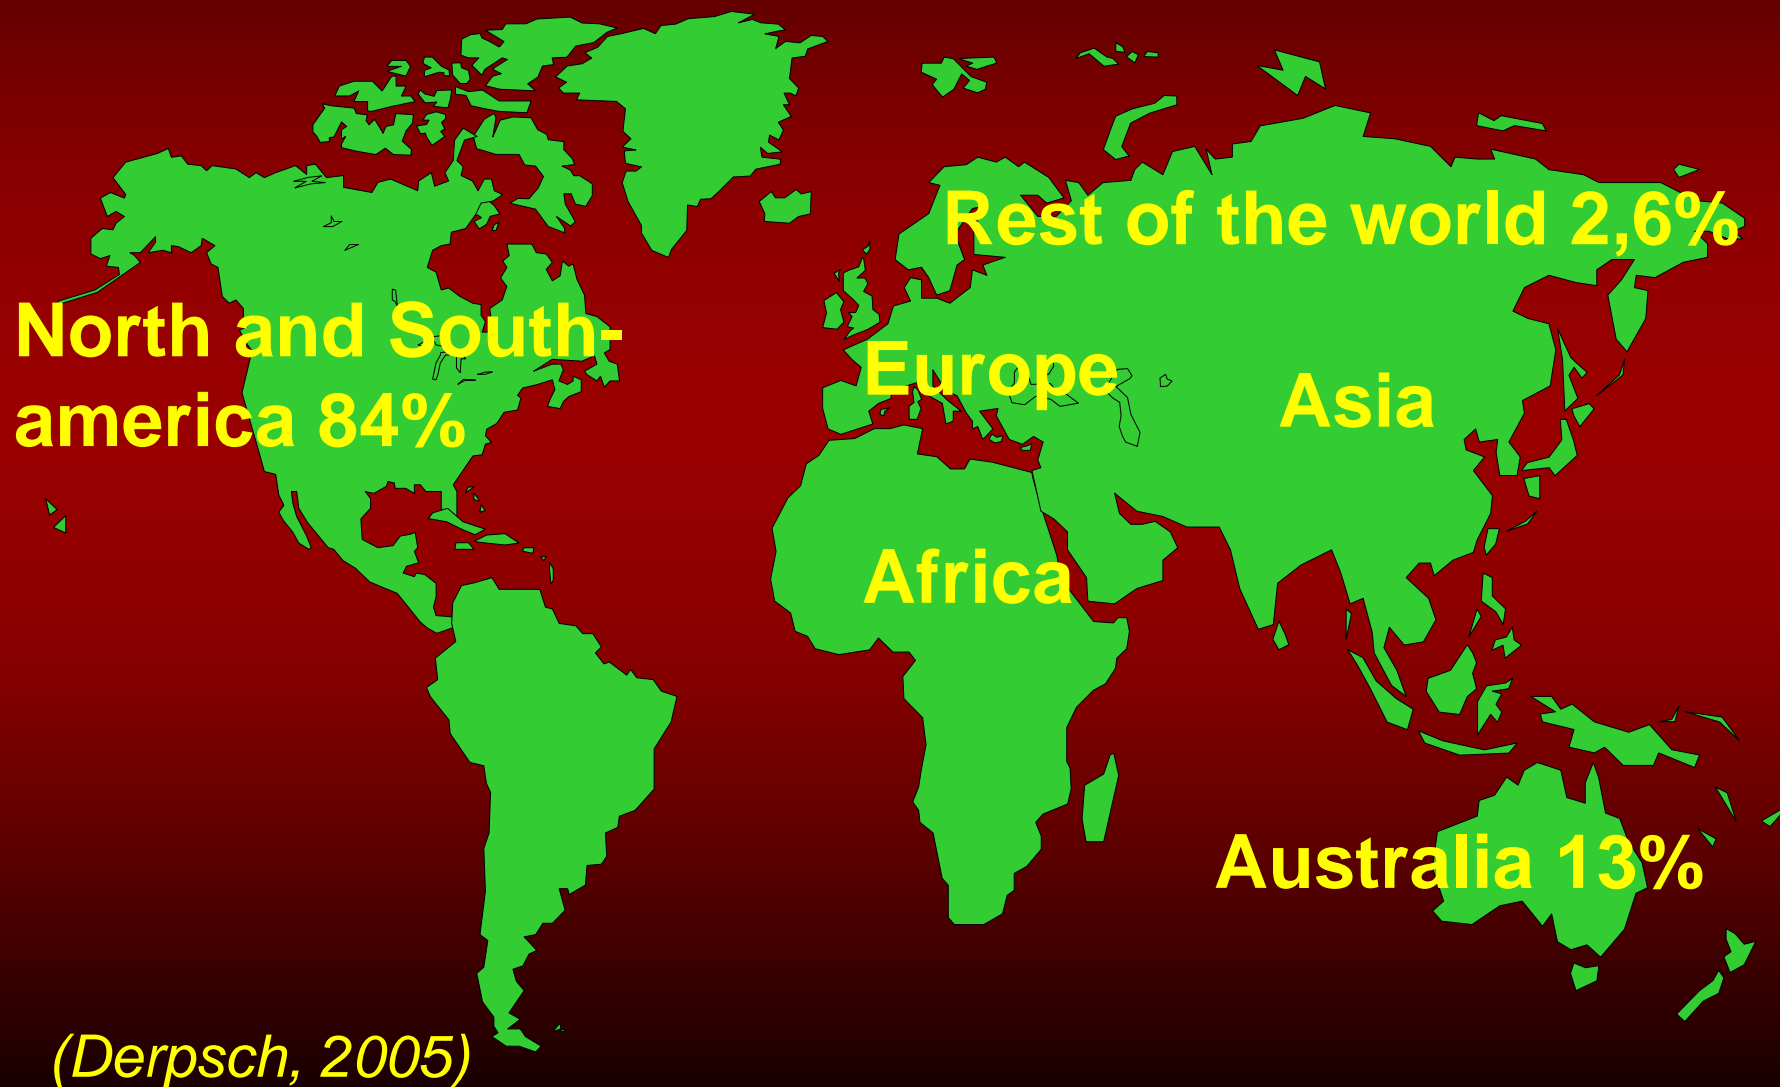 Rest of the world 2,6%
North and South-
america 84%
Europe
Asia
Africa
Australia 13%
(Derpsch, 2005)